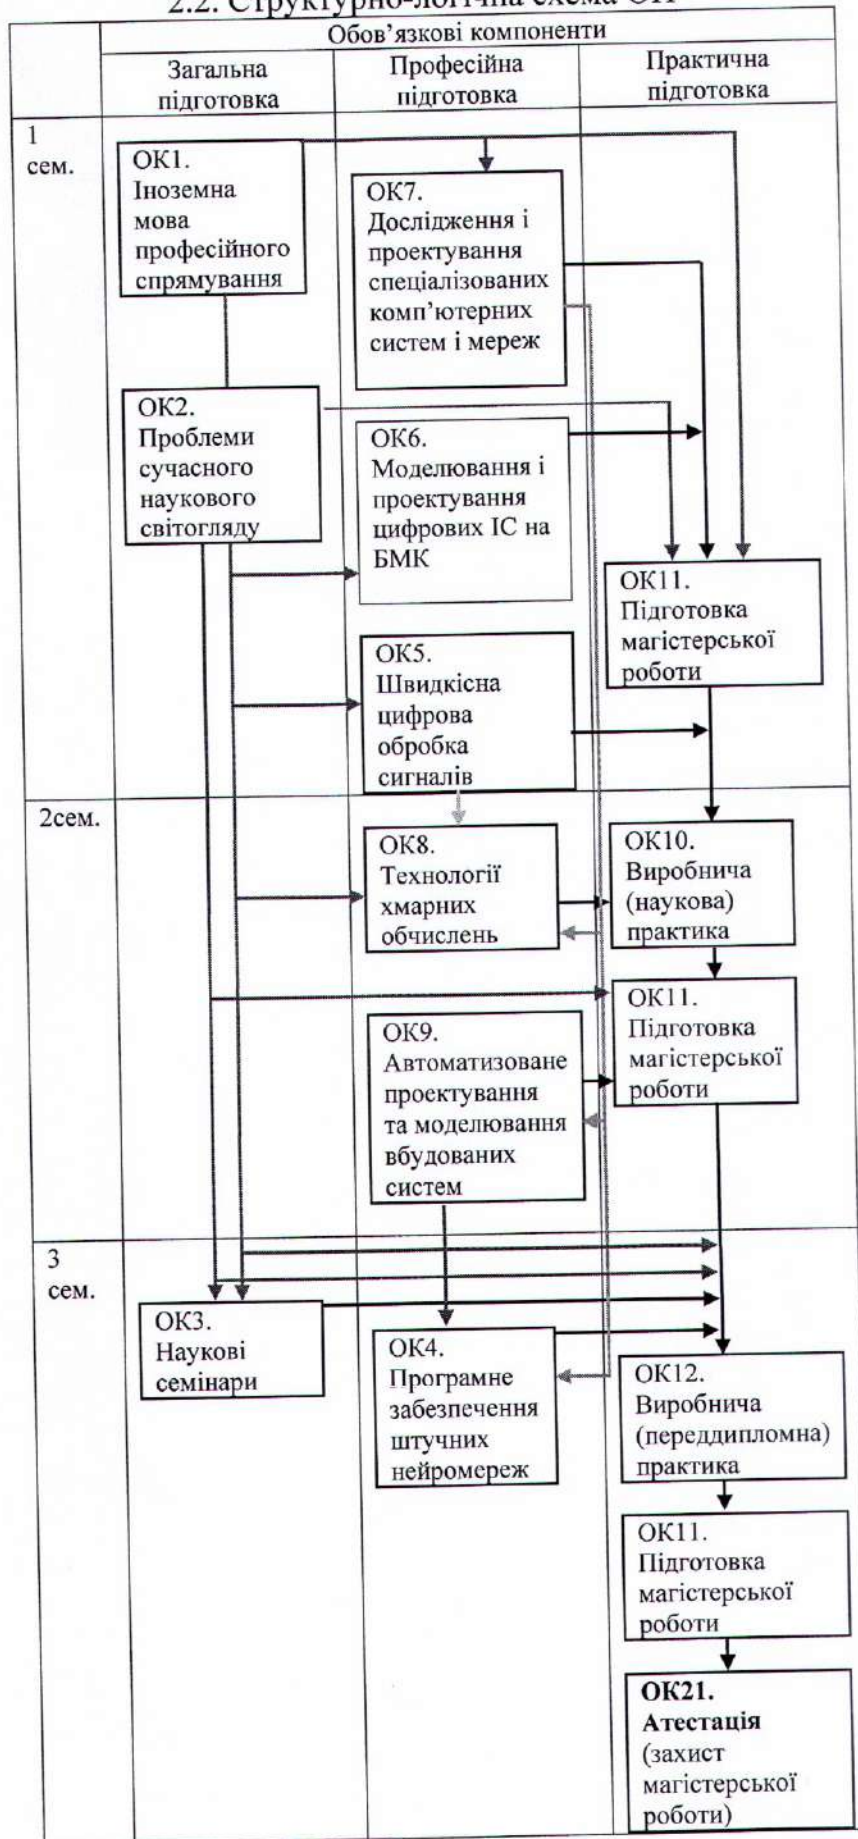 2.2. Структурно-логічна схема ОП
Обов’язкові компоненти
Загальна
підготовка
Професійна
підготовка
Практична
підготовка
1
сем.
ОК1.
Іноземна
мова
професійного
спрямування
ОК7.
Дослідження і
проектування
спеціалізованих
комп’ютерних
систем і мереж
ОК2.
Проблеми
сучасного
наукового
світогляду
ОК6.
Моделювання і
проектування
цифрових ІС на
БМК
ОК11.
Підготовка
магістерської
роботи
ОК5.
Швидкісна
цифрова
обробка
сигналів
2сем.
ОК8.
Технології
хмарних
обчислень
ОК10.
Виробнича
(наукова)
практика
ОК11.
Підготовка
магістерської
роботи
ОК9.
Автоматизоване
проектування
та моделювання
вбудованих
систем
3
сем.
ОК3.
Наукові
семінари
ОК4.
Програмне
забезпечення
штучних
нейромереж
ОК12.
Виробнича
(переддипломна)
практика
ОК11.
Підготовка
магістерської
роботи
ОК21.
Атестація
(захист
магістерської
роботи)